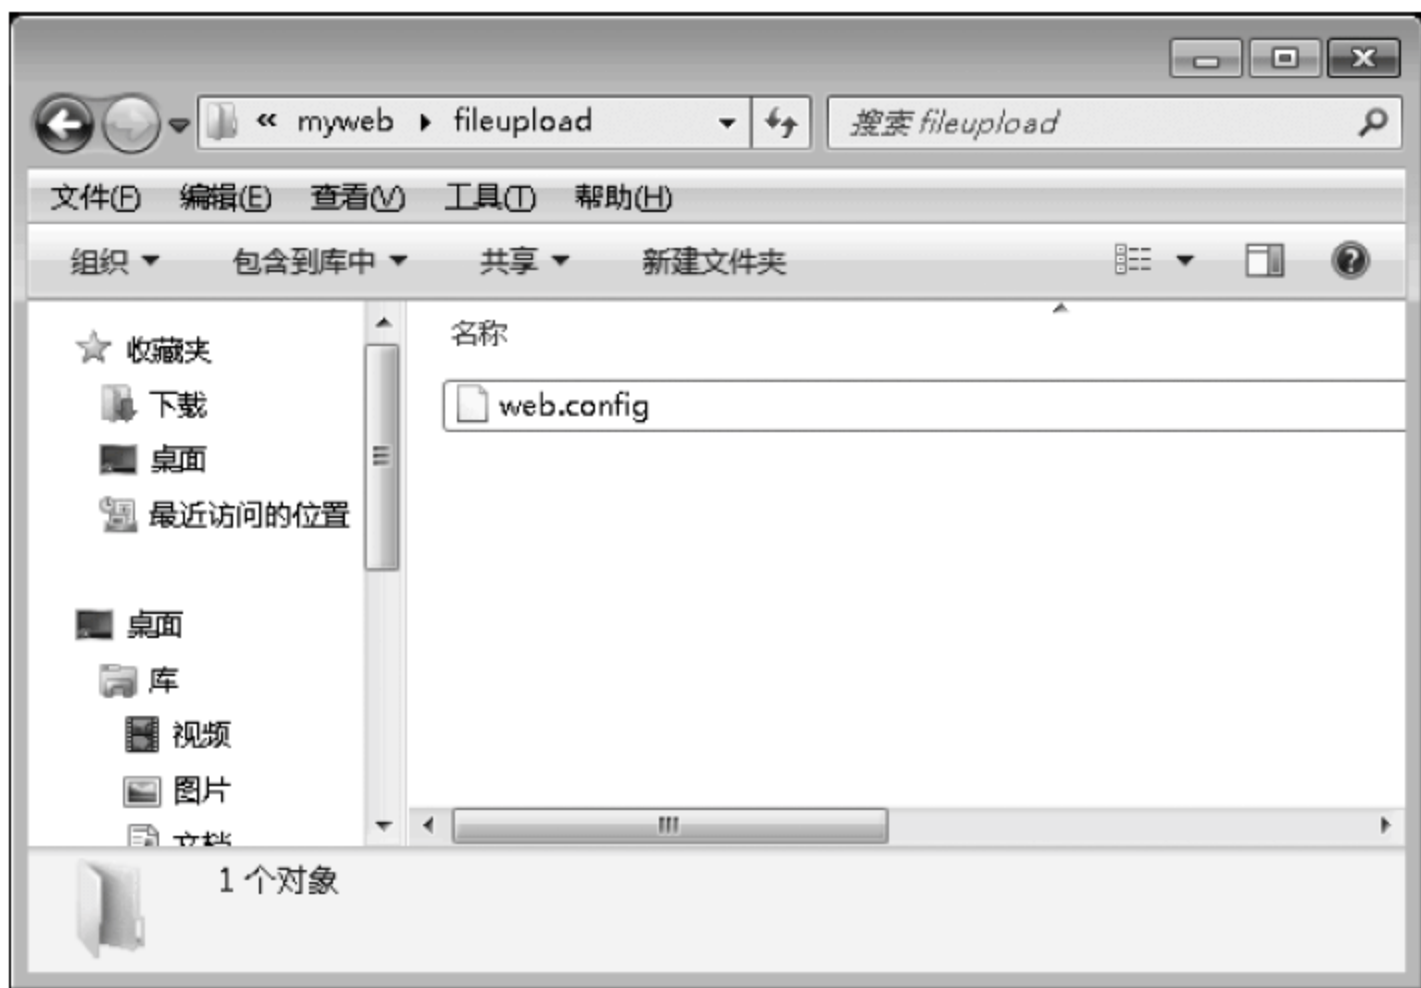 « myweb ▸ fileupload
搜索 fileupload
文件(F) 编辑(E) 查看(V) 工具(T) 帮助(H)
组织 包含到库中 共享 新建文件夹
收藏夹
下载
桌面
最近访问的位置
桌面
库
视频
图片
文档
名称
web.config
1 个对象